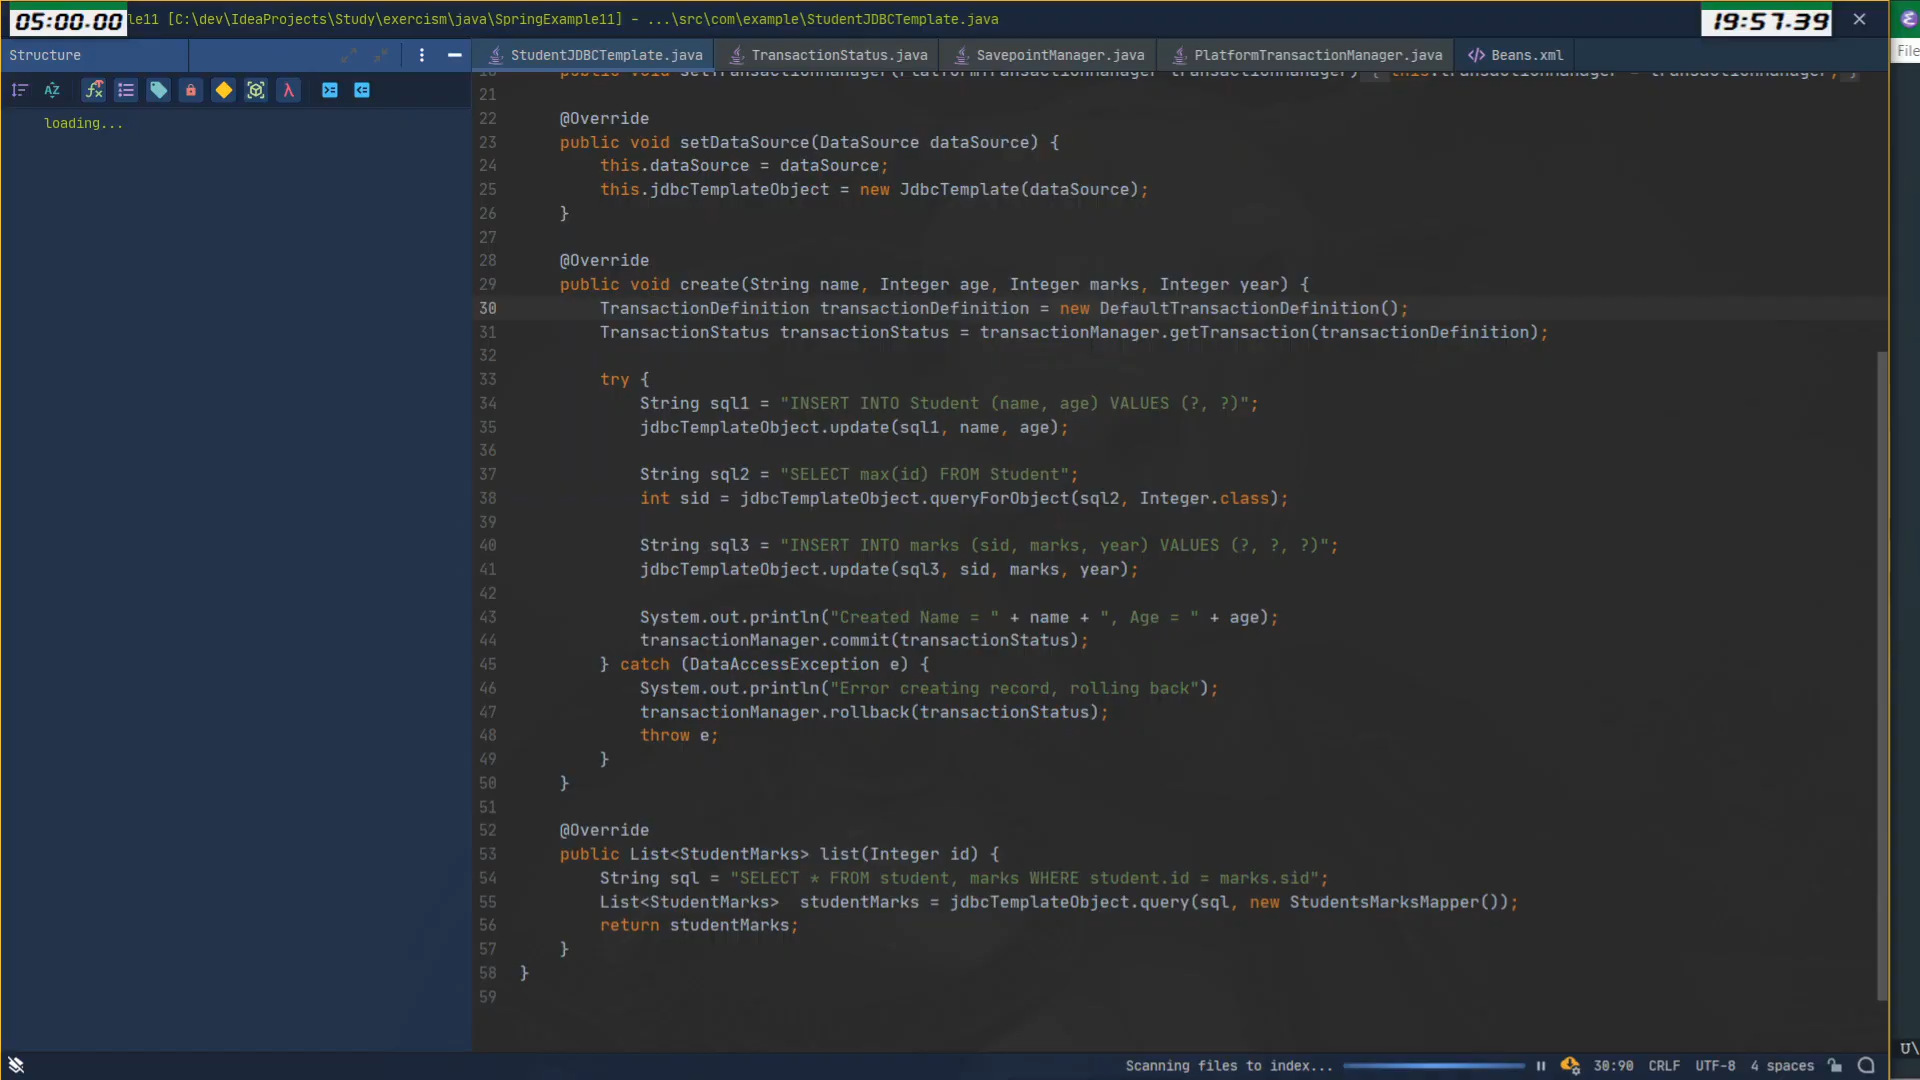 05:00.00
le11 [C:\dev\IdeaProjects\Study\exercism\java\SpringExample11] – ...\src\com\example\StudentJDBCTemplate.java
19:57.39
Structure
StudentJDBCTemplate.java
TransactionStatus.java
SavepointManager.java
PlatformTransactionManager.java
Beans.xml
File
loading...
public void setTransactionManager(PlatformTransactionManager transactionManager) { this.transactionManager = transactionManager; }
21
22 @Override
23 public void setDataSource(DataSource dataSource) {
24 this.dataSource = dataSource;
25 this.jdbcTemplateObject = new JdbcTemplate(dataSource);
26 }
27
28 @Override
29 public void create(String name, Integer age, Integer marks, Integer year) {
30 TransactionDefinition transactionDefinition = new DefaultTransactionDefinition();
31 TransactionStatus transactionStatus = transactionManager.getTransaction(transactionDefinition);
32
33 try {
34 String sql1 = "INSERT INTO Student (name, age) VALUES (?, ?)";
35 jdbcTemplateObject.update(sql1, name, age);
36
37 String sql2 = "SELECT max(id) FROM Student";
38 int sid = jdbcTemplateObject.queryForObject(sql2, Integer.class);
39
40 String sql3 = "INSERT INTO marks (sid, marks, year) VALUES (?, ?, ?)";
41 jdbcTemplateObject.update(sql3, sid, marks, year);
42
43 System.out.println("Created Name = " + name + ", Age = " + age);
44 transactionManager.commit(transactionStatus);
45 } catch (DataAccessException e) {
46 System.out.println("Error creating record, rolling back");
47 transactionManager.rollback(transactionStatus);
48 throw e;
49 }
50 }
51
52 @Override
53 public List<StudentMarks> list(Integer id) {
54 String sql = "SELECT * FROM student, marks WHERE student.id = marks.sid";
55 List<StudentMarks>  studentMarks = jdbcTemplateObject.query(sql, new StudentsMarksMapper());
56 return studentMarks;
57 }
58 }
59
Scanning files to index...
30:90
CRLF
UTF-8
4 spaces